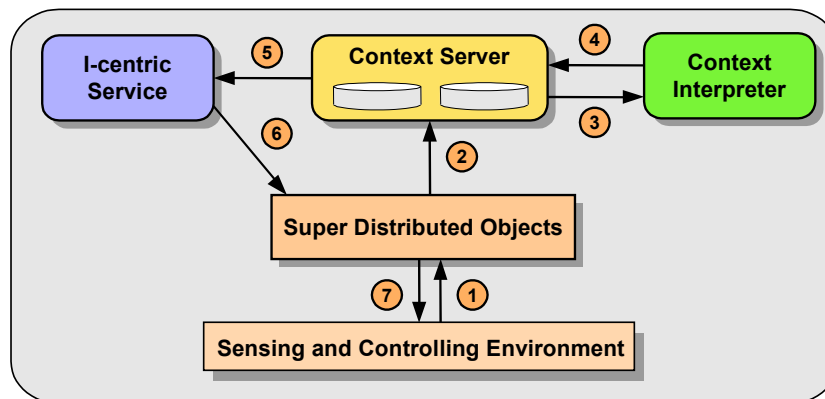 I-centric
Service
5
Context Server
4
Context
Interpreter
3
6
2
Super Distributed Objects
7
1
Sensing and Controlling Environment